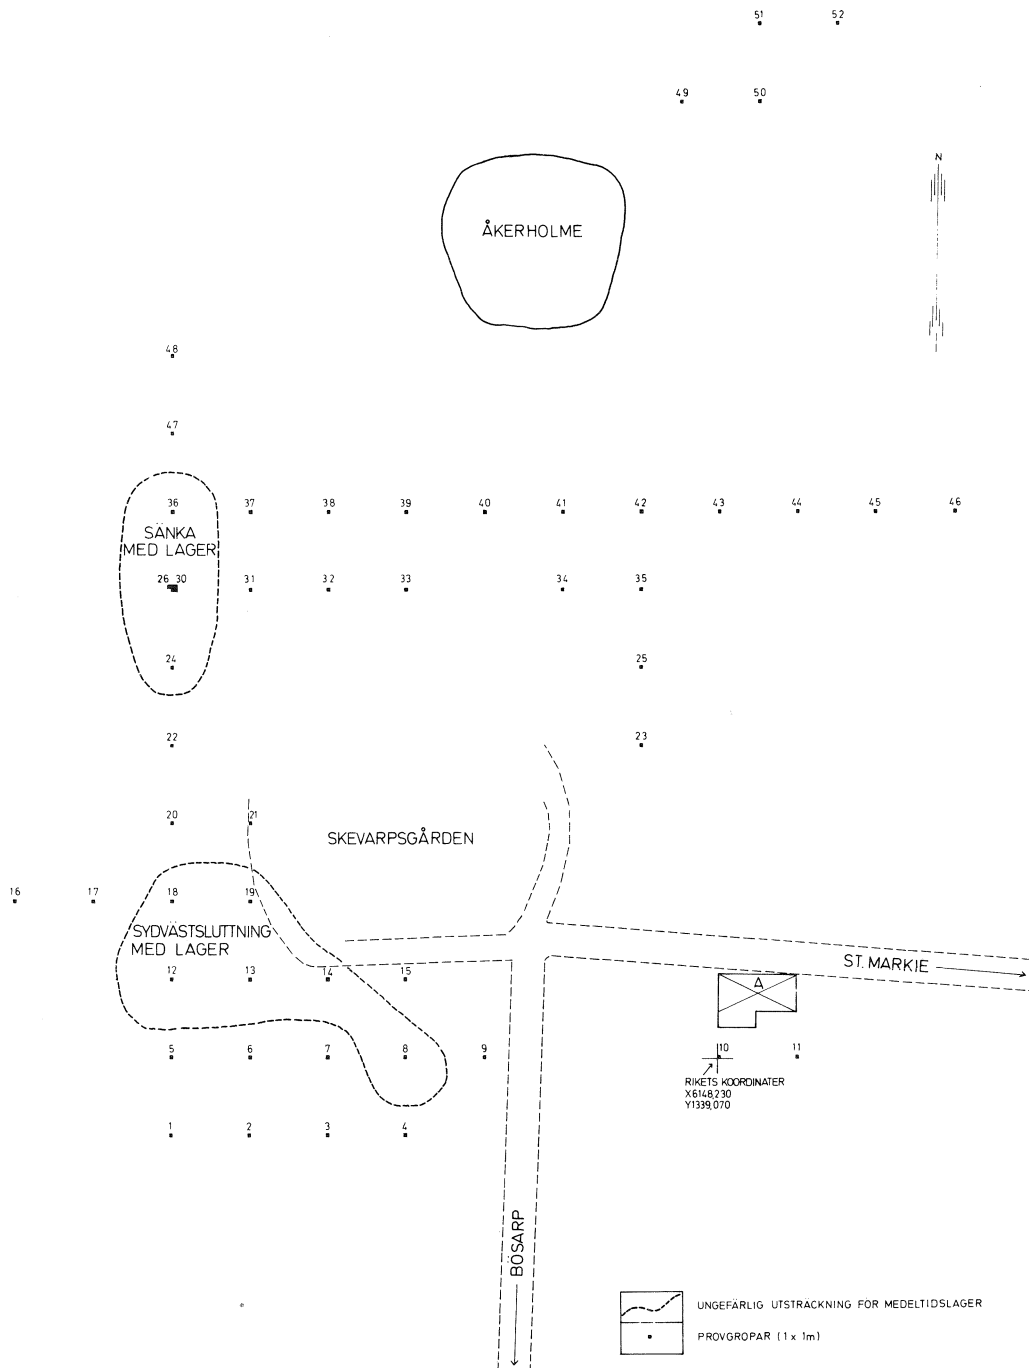 51 52
49 50
N
ÅKERHOLME
48
47
36 37 38 39 40 41 42 43 44 45 46
SÄNKA
MED LAGER
26 30 31 32 33 34 35
24 25
22 23
20 21
SKEVARPSGÅRDEN
16 17 18 19
SYDVÄSTSLUTTNING
MED LAGER
ST. MARKIE
12 13 14 15
A
5 6 7 8 9 10 11
RIKETS KOORDINATER
X6148,230
Y1339,070
1 2 3 4
BÖSARP
UNGEFÄRLIG UTSTRÄCKNING FÖR MEDELTIDSLAGER
PROVGROPAR (1 x 1m)